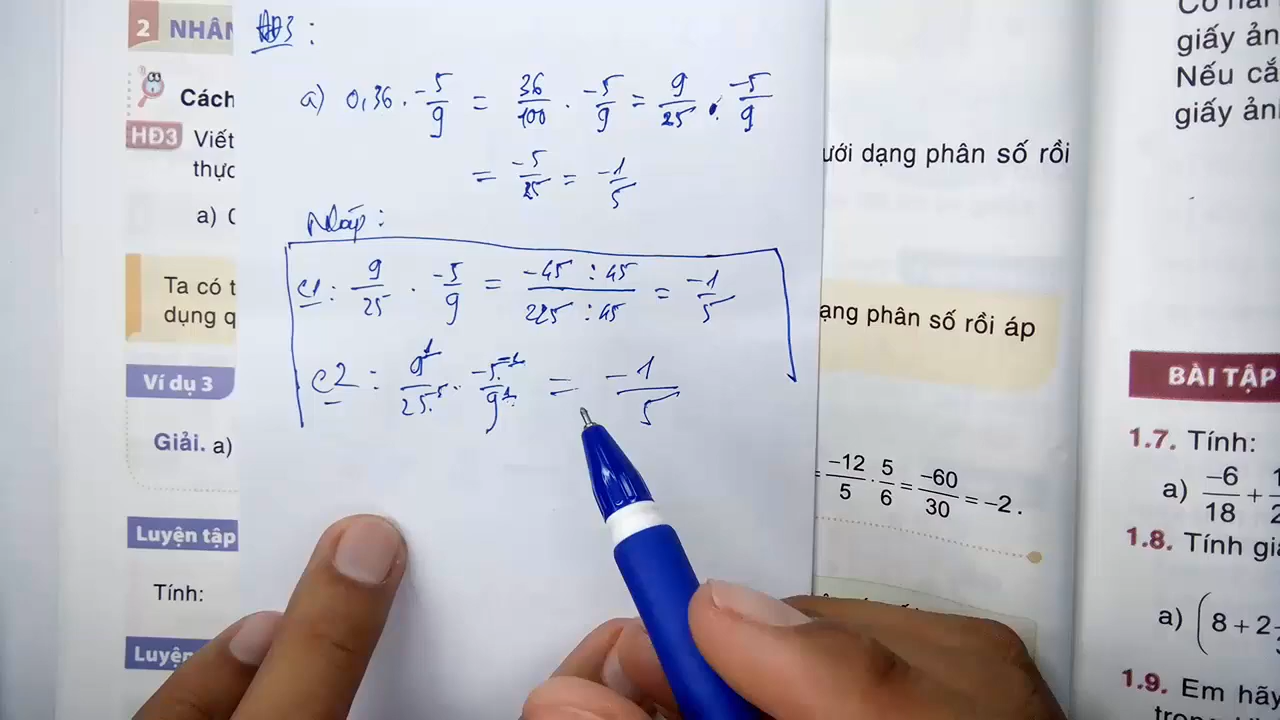 2 NHÂN
Cách
HĐ3 Viết
thực
a)
Ta có t
dụng q
Ví dụ 3
Giải. a)
Luyện tập
Tính:
Luyện
HĐ3 :
a) 0,36 · -5/9 = 36/100 · -5/9 = 9/25 · -5/9
= -5/25 = -1/5
Nháp :
C1 : 9/25 · -5/9 = -45 : 45/225 : 45 = -1/5
C2 : 9^1/25^5 · -5^-1/9^1 = -1/5
ưới dạng phân số rồi
ạng phân số rồi áp
= -12/5 · 5/6 = -60/30 = -2.
giấy ản
Nếu cắ
giấy ản
BÀI TẬP
1.7. Tính:
a) -6/18 +
1.8. Tính gi
a) (8 + 2
1.9. Em hãy